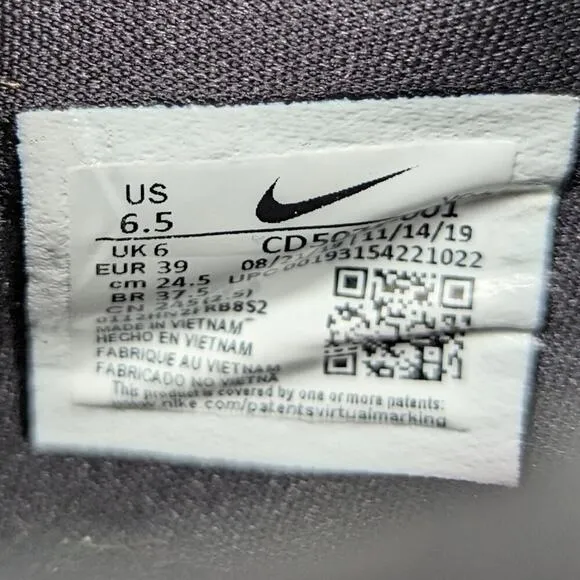 US
6.5
UK 6
EUR 39
cm 24.5
BR 37.5
11/14/19
UPC 00193154221022
MADE IN VIETNAM
HECHO EN VIETNAM
FABRIQUE AU VIETNAM
FABRICADO NO VIETNÃ
This product is covered by one or more patents:
www.nike.com/patentsvirtualmarking